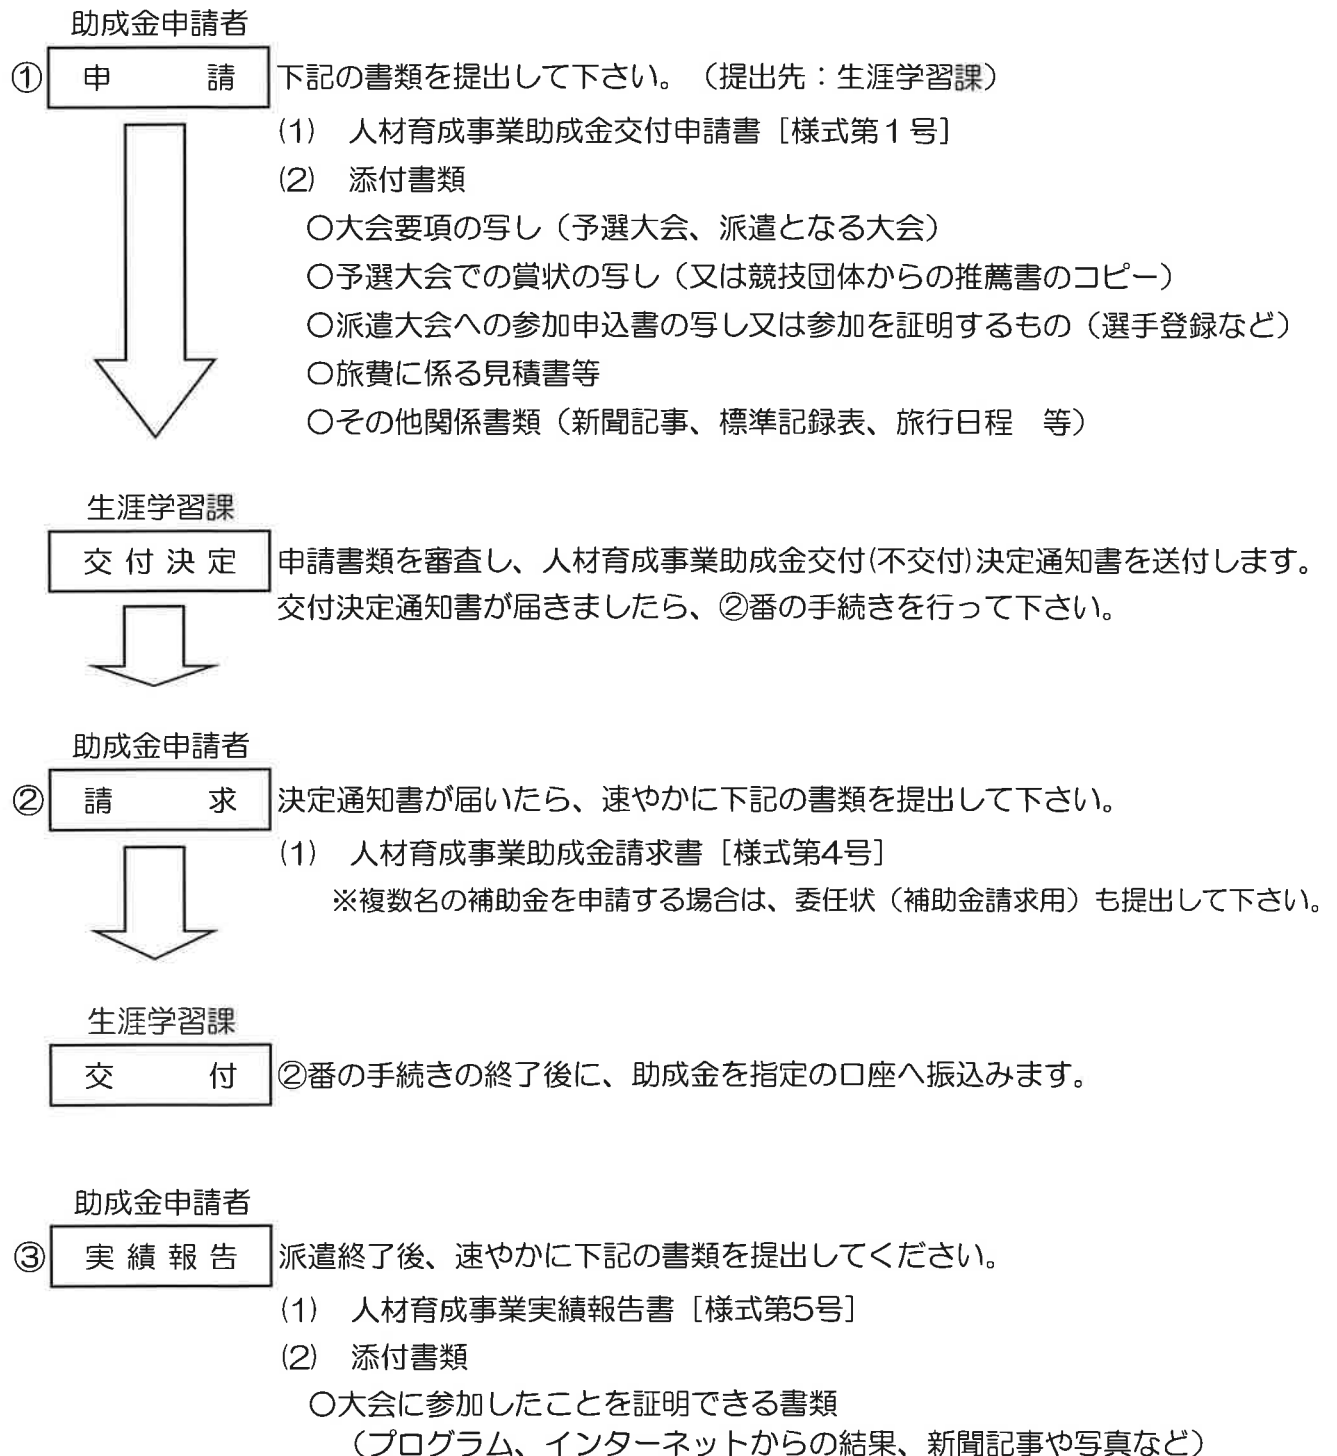 助成金申請者
① 申　請 下記の書類を提出して下さい。（提出先：生涯学習課）
(1)　人材育成事業助成金交付申請書［様式第１号］
(2)　添付書類
○大会要項の写し（予選大会、派遣となる大会）
○予選大会での賞状の写し（又は競技団体からの推薦書のコピー）
○派遣大会への参加申込書の写し又は参加を証明するもの（選手登録など）
○旅費に係る見積書等
○その他関係書類（新聞記事、標準記録表、旅行日程　等）
生涯学習課
交 付 決 定 申請書類を審査し、人材育成事業助成金交付(不交付)決定通知書を送付します。
交付決定通知書が届きましたら、②番の手続きを行って下さい。
助成金申請者
② 請　求 決定通知書が届いたら、速やかに下記の書類を提出して下さい。
(1)　人材育成事業助成金請求書［様式第4号］
※複数名の補助金を申請する場合は、委任状（補助金請求用）も提出して下さい。
生涯学習課
交　付 ②番の手続きの終了後に、助成金を指定の口座へ振込みます。
助成金申請者
③ 実 績 報 告 派遣終了後、速やかに下記の書類を提出してください。
(1)　人材育成事業実績報告書［様式第5号］
(2)　添付書類
○大会に参加したことを証明できる書類
（プログラム、インターネットからの結果、新聞記事や写真など）